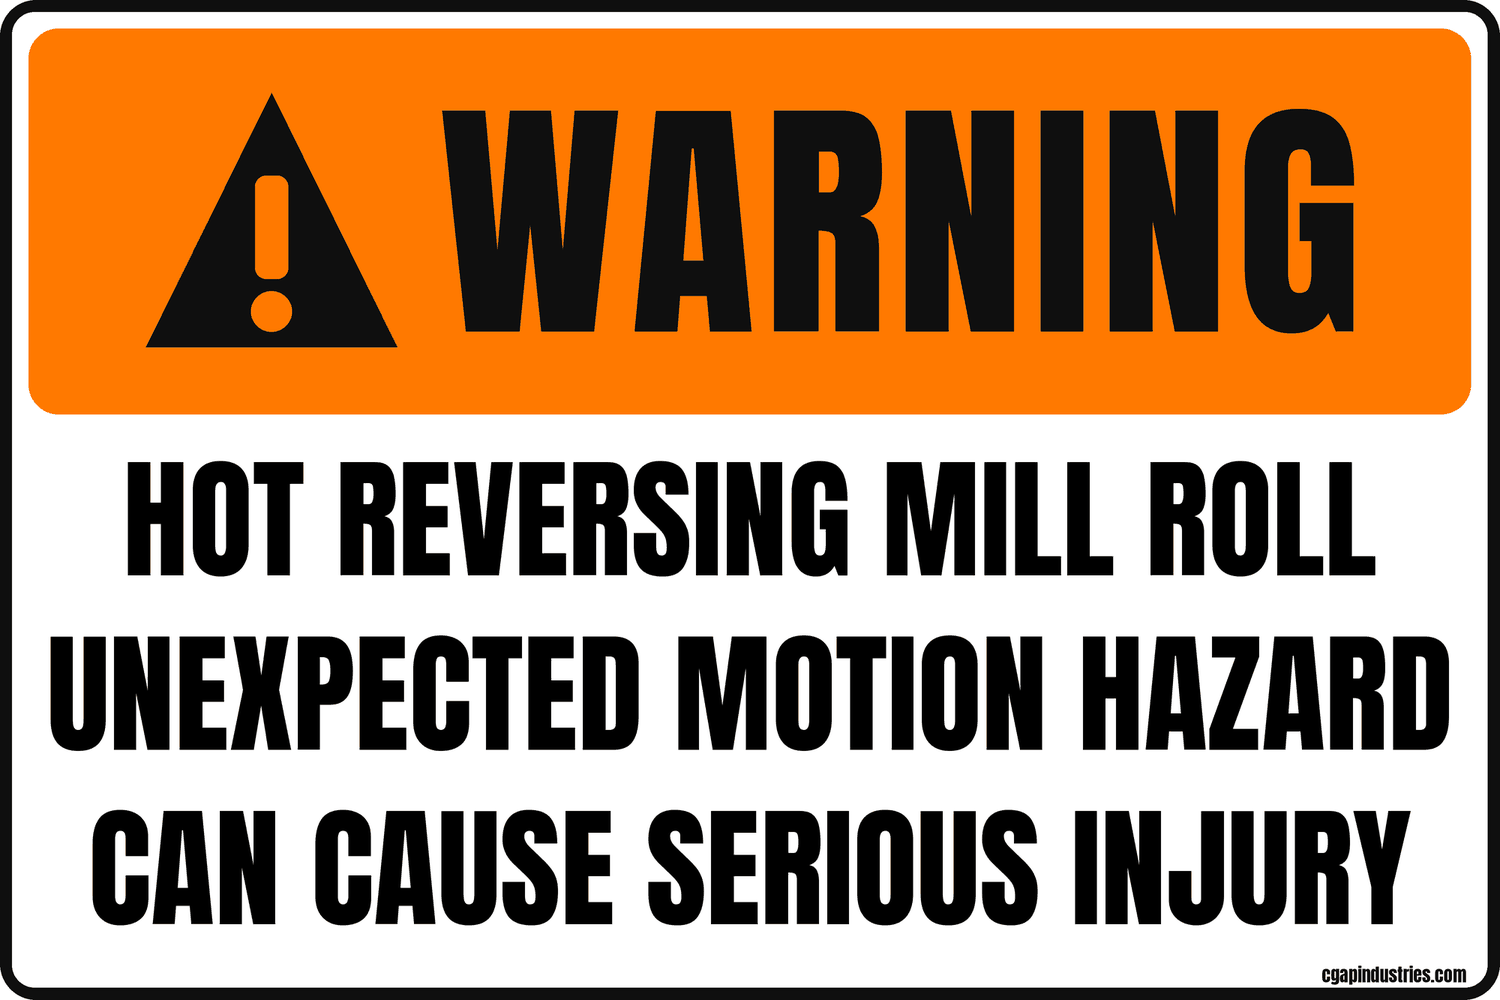 WARNING
HOT REVERSING MILL ROLL
UNEXPECTED MOTION HAZARD
CAN CAUSE SERIOUS INJURY
cgapindustries.com